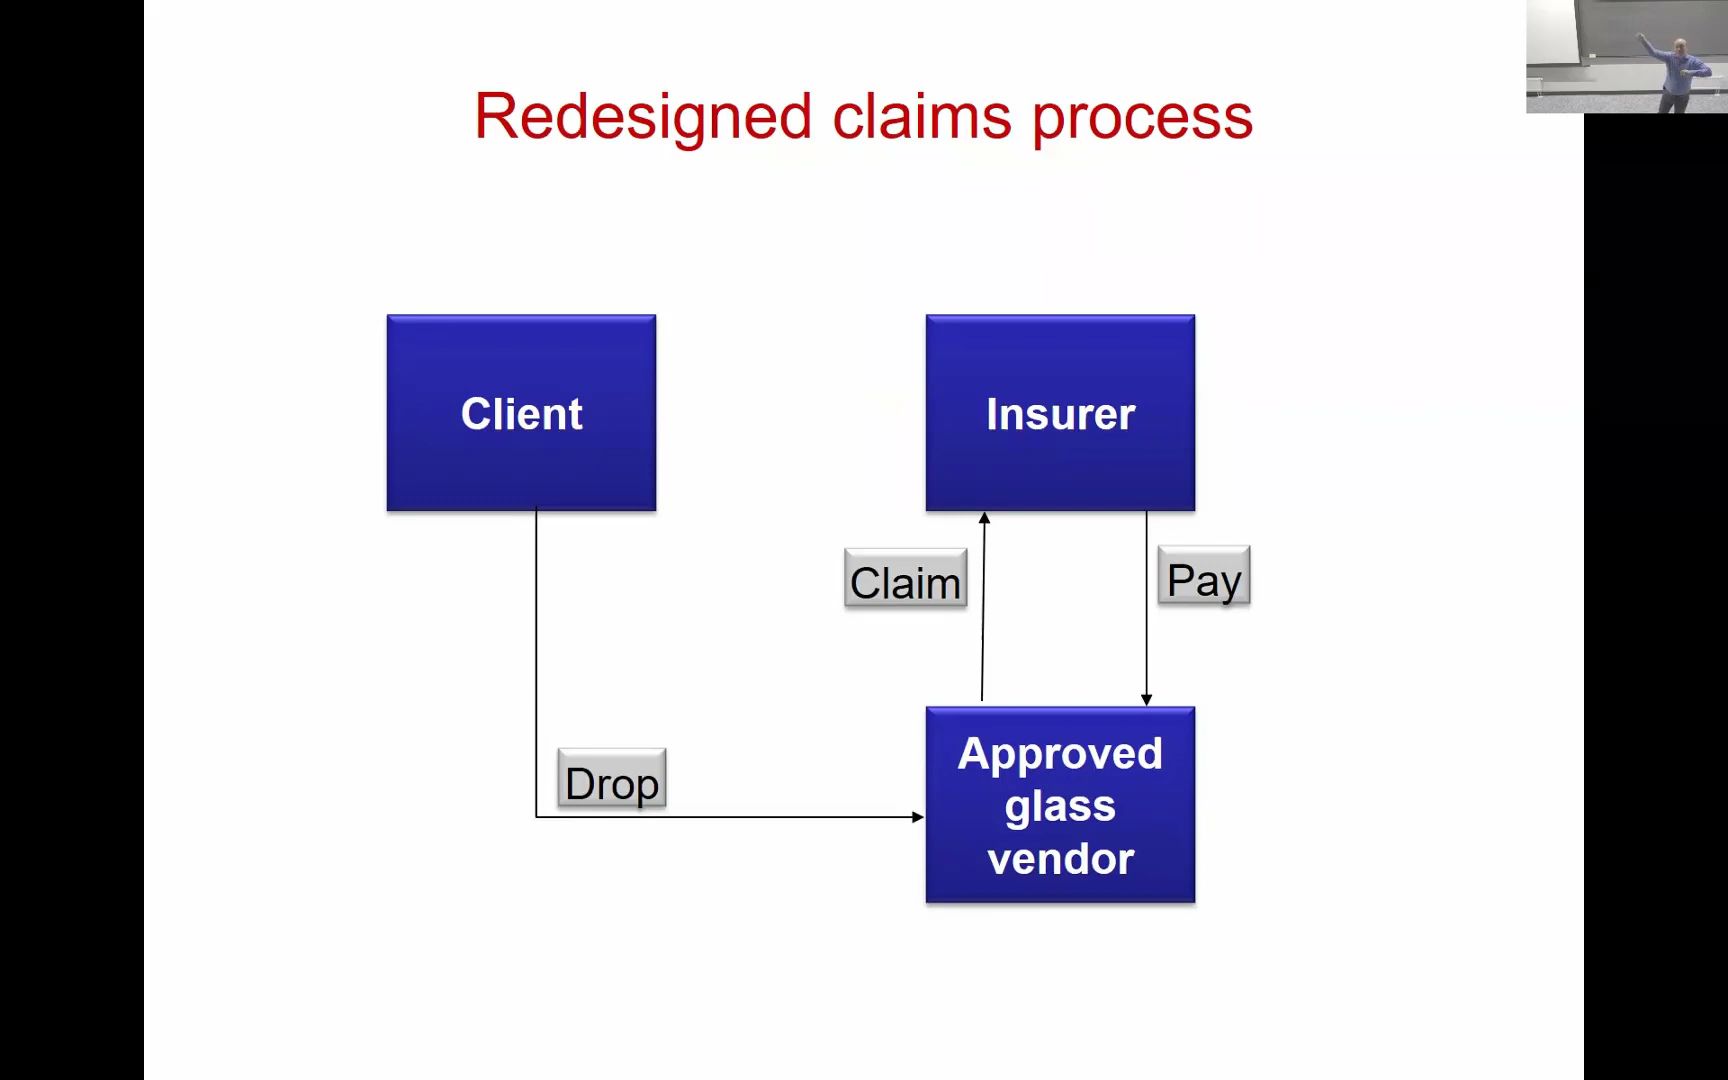 Redesigned claims process
Client
Insurer
Claim
Pay
Drop
Approved
glass
vendor